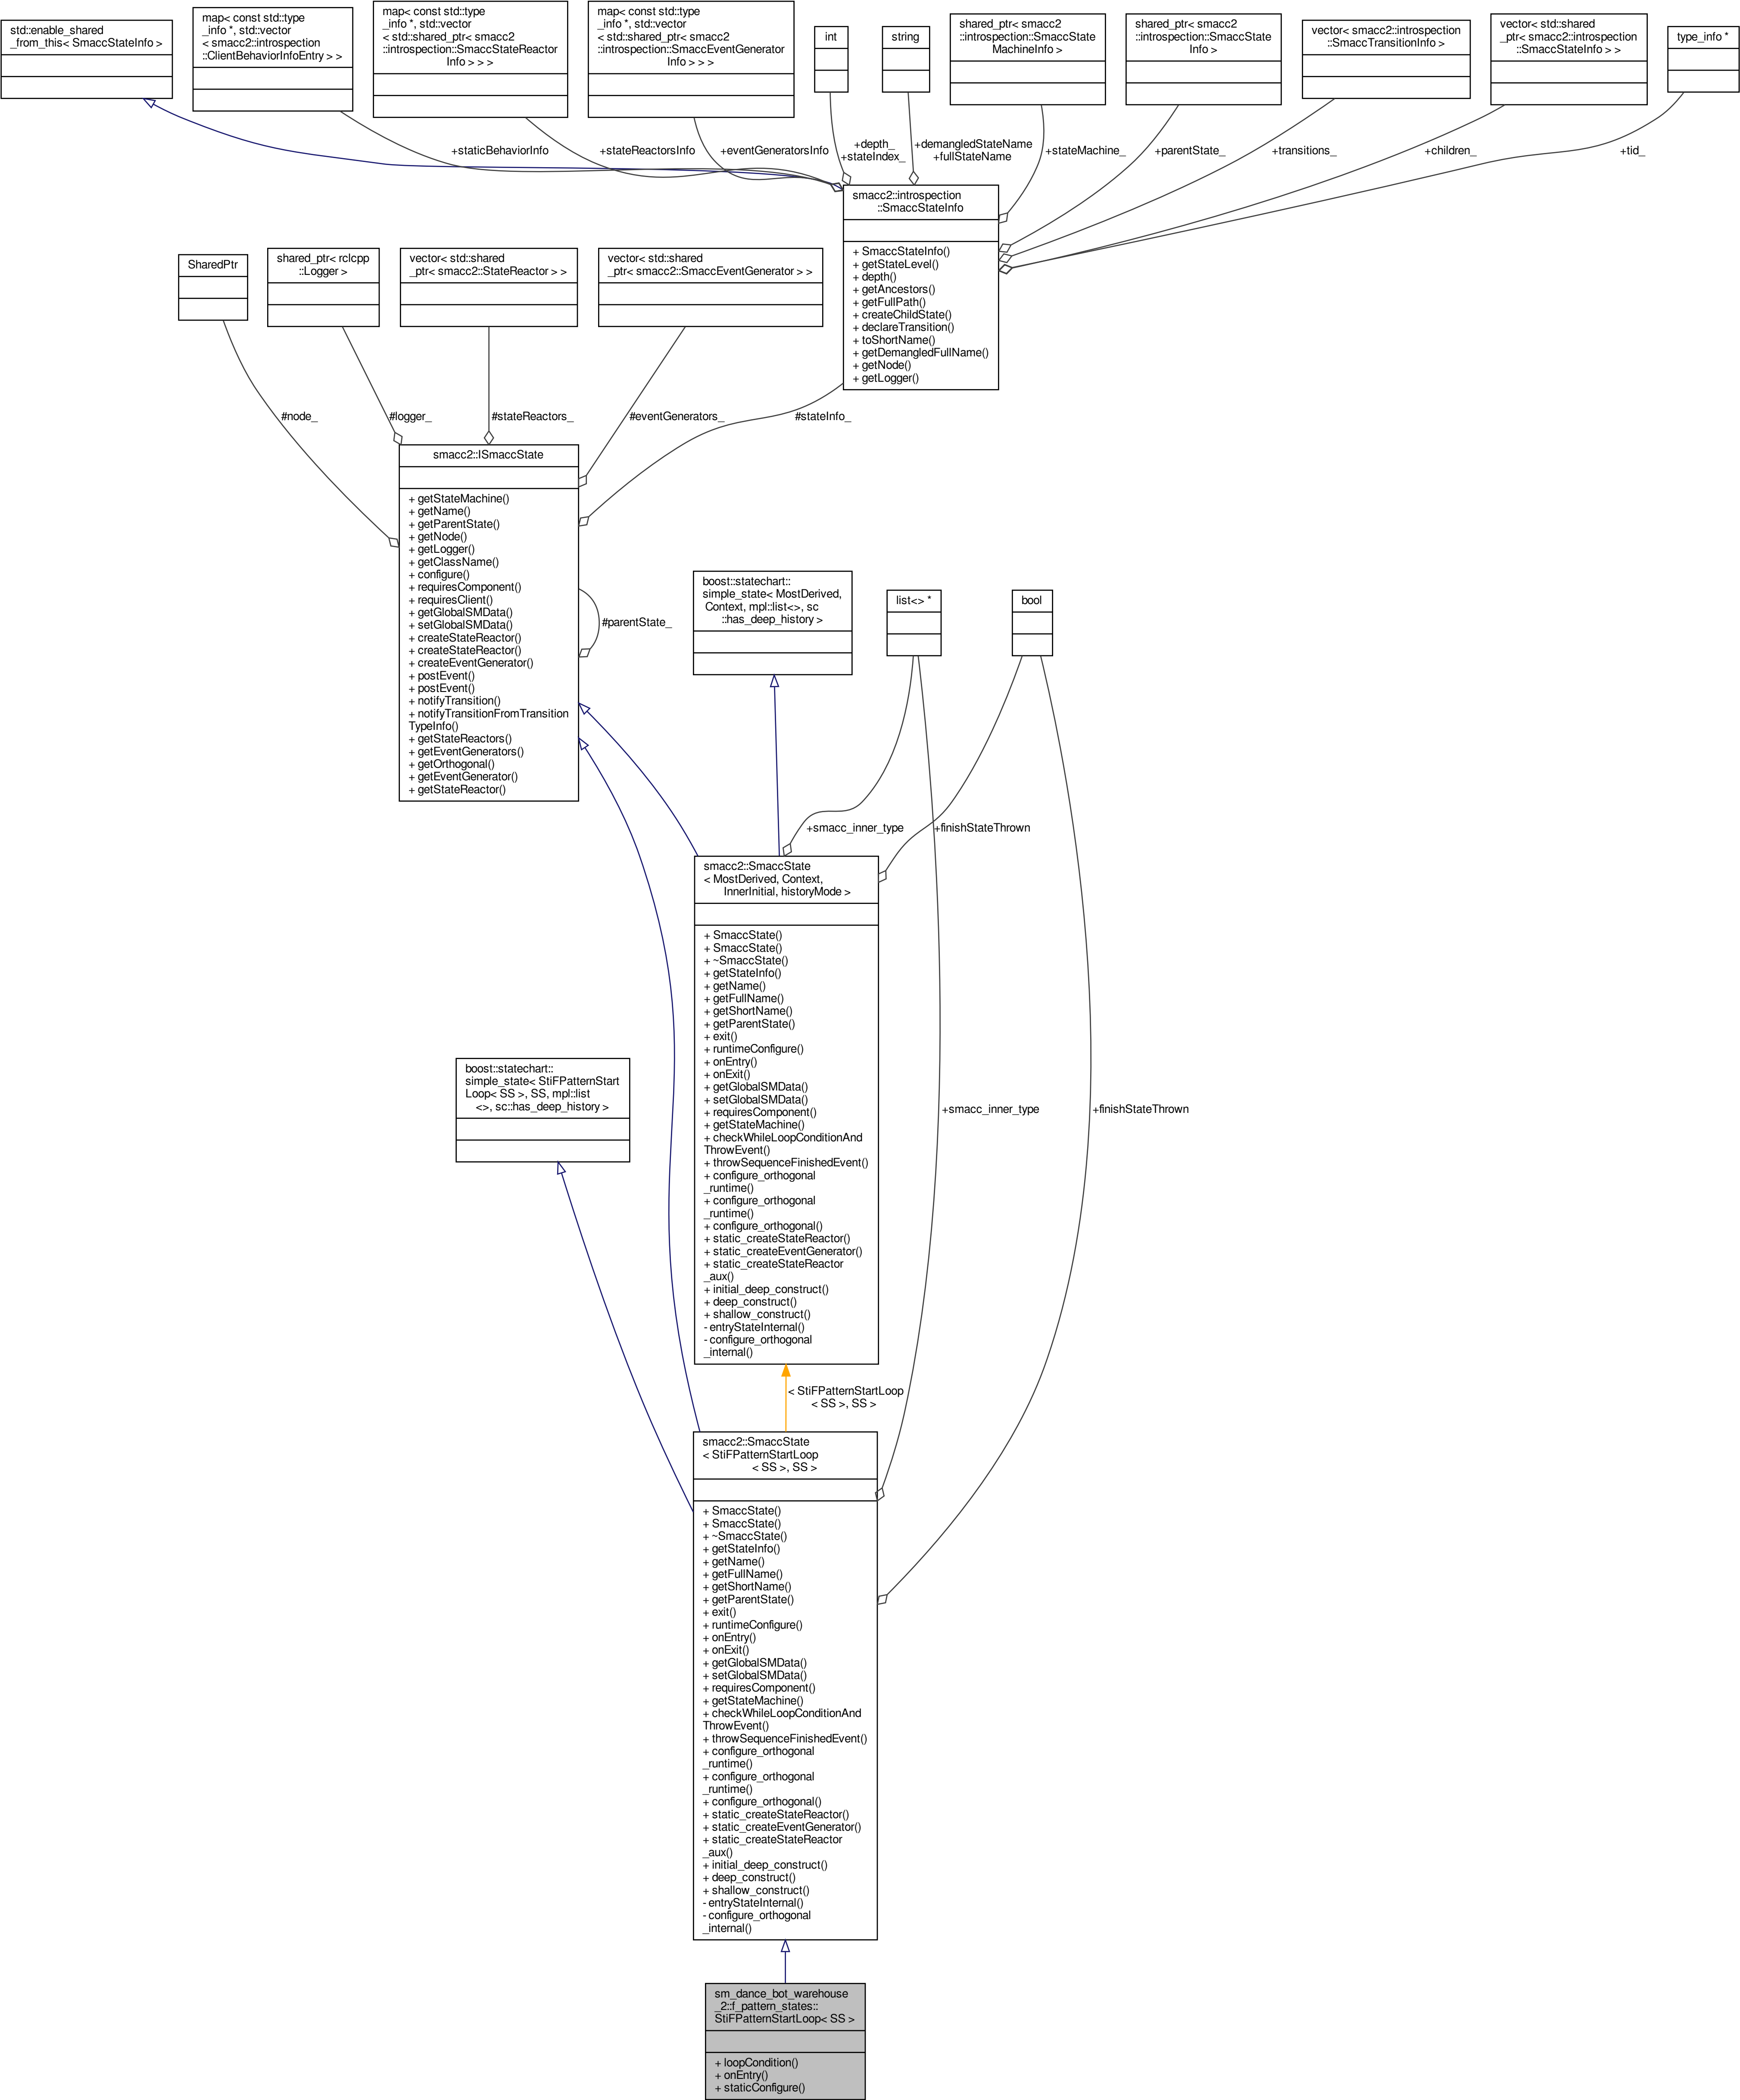 std::enable_shared
_from_this< SmaccStateInfo >
map< const std::type
_info *, std::vector
< smacc2::introspection
::ClientBehaviorInfoEntry > >
map< const std::type
_info *, std::vector
< std::shared_ptr< smacc2
::introspection::SmaccStateReactor
Info > > >
map< const std::type
_info *, std::vector
< std::shared_ptr< smacc2
::introspection::SmaccEventGenerator
Info > > >
int
string
shared_ptr< smacc2
::introspection::SmaccState
MachineInfo >
shared_ptr< smacc2
::introspection::SmaccState
Info >
vector< smacc2::introspection
::SmaccTransitionInfo >
vector< std::shared
_ptr< smacc2::introspection
::SmaccStateInfo > >
type_info *
+staticBehaviorInfo
+stateReactorsInfo
+eventGeneratorsInfo
+depth_
+stateIndex_
+demangledStateName
+fullStateName
+stateMachine_
+parentState_
+transitions_
+children_
+tid_
smacc2::introspection
::SmaccStateInfo
+ SmaccStateInfo()
+ getStateLevel()
+ depth()
+ getAncestors()
+ getFullPath()
+ createChildState()
+ declareTransition()
+ toShortName()
+ getDemangledFullName()
+ getNode()
+ getLogger()
SharedPtr
shared_ptr< rclcpp
::Logger >
vector< std::shared
_ptr< smacc2::StateReactor > >
vector< std::shared
_ptr< smacc2::SmaccEventGenerator > >
#node_
#logger_
#stateReactors_
#eventGenerators_
#stateInfo_
smacc2::ISmaccState
+ getStateMachine()
+ getName()
+ getParentState()
+ getNode()
+ getLogger()
+ getClassName()
+ configure()
+ requiresComponent()
+ requiresClient()
+ getGlobalSMData()
+ setGlobalSMData()
+ createStateReactor()
+ createStateReactor()
+ createEventGenerator()
+ postEvent()
+ postEvent()
+ notifyTransition()
+ notifyTransitionFromTransition
TypeInfo()
+ getStateReactors()
+ getEventGenerators()
+ getOrthogonal()
+ getEventGenerator()
+ getStateReactor()
#parentState_
boost::statechart::
simple_state< MostDerived,
Context, mpl::list<>, sc
::has_deep_history >
list<> *
bool
+smacc_inner_type
+finishStateThrown
smacc2::SmaccState
< MostDerived, Context,
InnerInitial, historyMode >
+ SmaccState()
+ SmaccState()
+ ~SmaccState()
+ getStateInfo()
+ getName()
+ getFullName()
+ getShortName()
+ getParentState()
+ exit()
+ runtimeConfigure()
+ onEntry()
+ onExit()
+ getGlobalSMData()
+ setGlobalSMData()
+ requiresComponent()
+ getStateMachine()
+ checkWhileLoopConditionAnd
ThrowEvent()
+ throwSequenceFinishedEvent()
+ configure_orthogonal
_runtime()
+ configure_orthogonal
_runtime()
+ configure_orthogonal()
+ static_createStateReactor()
+ static_createEventGenerator()
+ static_createStateReactor
_aux()
+ initial_deep_construct()
+ deep_construct()
+ shallow_construct()
- entryStateInternal()
- configure_orthogonal
_internal()
boost::statechart::
simple_state< StiFPatternStart
Loop< SS >, SS, mpl::list
<>, sc::has_deep_history >
+smacc_inner_type
+finishStateThrown
< StiFPatternStartLoop
< SS >, SS >
smacc2::SmaccState
< StiFPatternStartLoop
< SS >, SS >
+ SmaccState()
+ SmaccState()
+ ~SmaccState()
+ getStateInfo()
+ getName()
+ getFullName()
+ getShortName()
+ getParentState()
+ exit()
+ runtimeConfigure()
+ onEntry()
+ onExit()
+ getGlobalSMData()
+ setGlobalSMData()
+ requiresComponent()
+ getStateMachine()
+ checkWhileLoopConditionAnd
ThrowEvent()
+ throwSequenceFinishedEvent()
+ configure_orthogonal
_runtime()
+ configure_orthogonal
_runtime()
+ configure_orthogonal()
+ static_createStateReactor()
+ static_createEventGenerator()
+ static_createStateReactor
_aux()
+ initial_deep_construct()
+ deep_construct()
+ shallow_construct()
- entryStateInternal()
- configure_orthogonal
_internal()
sm_dance_bot_warehouse
_2::f_pattern_states::
StiFPatternStartLoop< SS >
+ loopCondition()
+ onEntry()
+ staticConfigure()